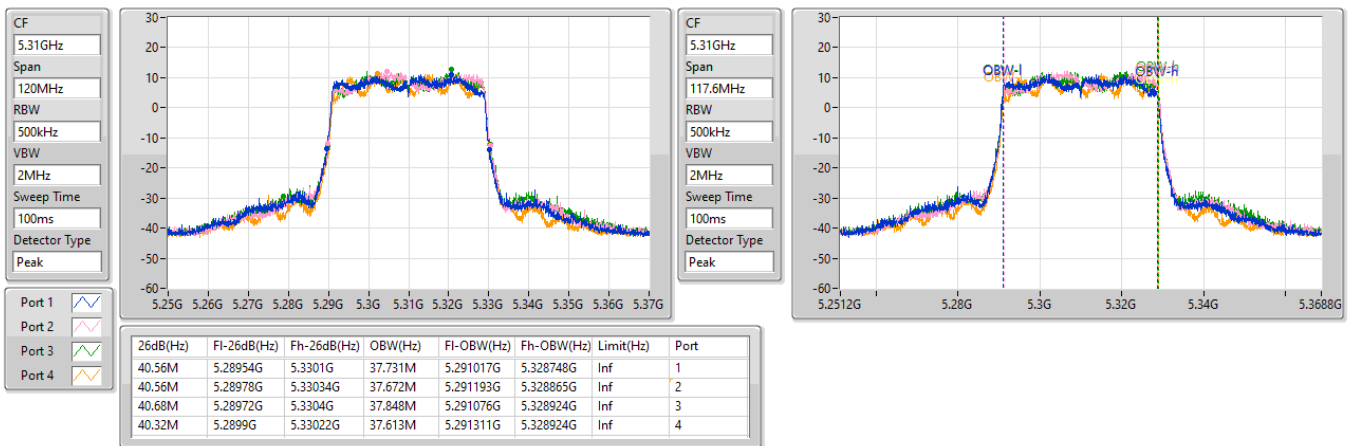 CF
5.31GHz
Span
120MHz
RBW
500kHz
VBW
2MHz
Sweep Time
100ms
Detector Type
Peak
30
20
10
0
-10
-20
-30
-40
-50
-60
5.25G 5.26G 5.27G 5.28G 5.29G 5.3G 5.31G 5.32G 5.33G 5.34G 5.35G 5.36G 5.37G
CF
5.31GHz
Span
117.6MHz
RBW
500kHz
VBW
2MHz
Sweep Time
100ms
Detector Type
Peak
30
20
10
0
-10
-20
-30
-40
-50
-60
OBW-l OBW-h
5.2512G 5.28G 5.3G 5.32G 5.34G 5.3688G
Port 1
Port 2
Port 3
Port 4
26dB(Hz) Fl-26dB(Hz) Fh-26dB(Hz) OBW(Hz) Fl-OBW(Hz) Fh-OBW(Hz) Limit(Hz) Port
40.56M 5.28954G 5.3301G 37.731M 5.291017G 5.328748G Inf 1
40.56M 5.28978G 5.33034G 37.672M 5.291193G 5.328865G Inf 2
40.68M 5.28972G 5.3304G 37.848M 5.291076G 5.328924G Inf 3
40.32M 5.2899G 5.33022G 37.613M 5.291311G 5.328924G Inf 4